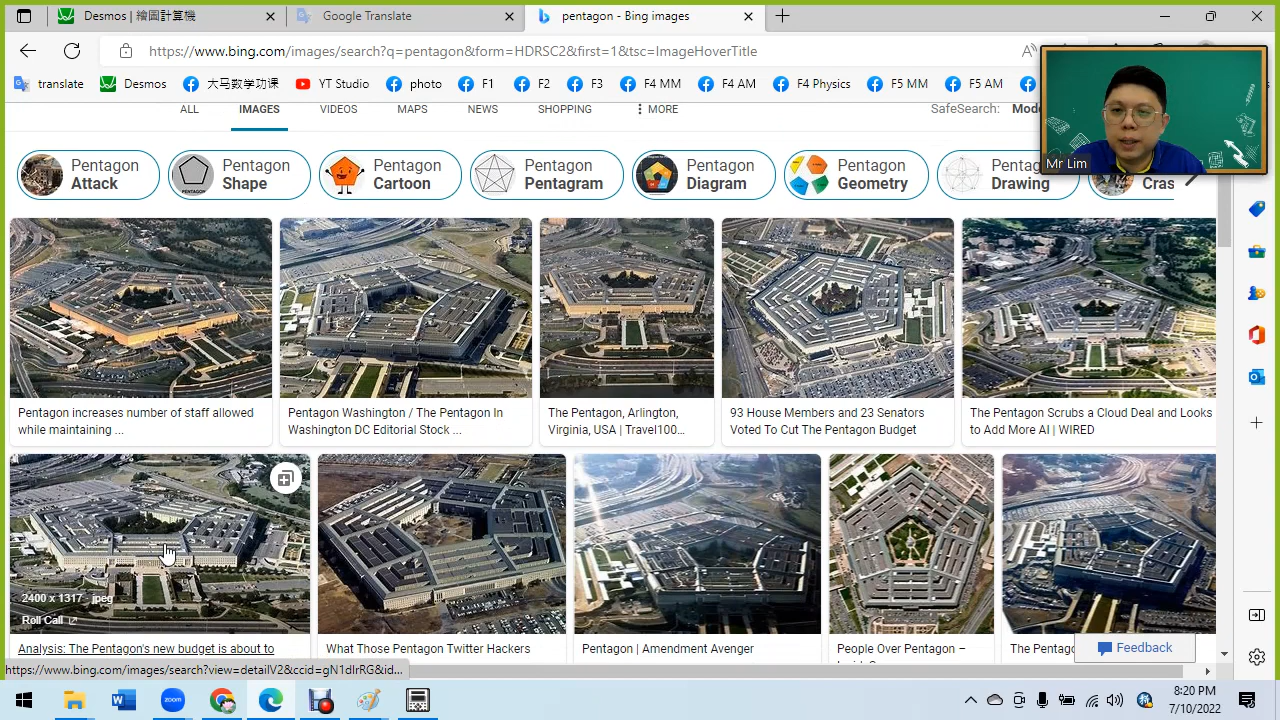 Desmos | 繪圖計算機
Google Translate
pentagon - Bing images
https://www.bing.com/images/search?q=pentagon&form=HDRSC2&first=1&tsc=ImageHoverTitle
translate
Desmos
大马数学功课
YT Studio
photo
F1
F2
F3
F4 MM
F4 AM
F4 Physics
F5 MM
F5 AM
ALL
IMAGES
VIDEOS
MAPS
NEWS
SHOPPING
MORE
SafeSearch:
Mode
Mr Lim
Pentagon
Attack
Pentagon
Shape
Pentagon
Cartoon
Pentagon
Pentagram
Pentagon
Diagram
Pentagon
Geometry
Pentag
Drawing
Cras
Pentagon increases number of staff allowed
while maintaining ...
Pentagon Washington / The Pentagon In
Washington DC Editorial Stock ...
The Pentagon, Arlington,
Virginia, USA | Travel100...
93 House Members and 23 Senators
Voted To Cut The Pentagon Budget
The Pentagon Scrubs a Cloud Deal and Looks
to Add More AI | WIRED
2400 x 1317 · jpeg
Roll Call
Analysis: The Pentagon's new budget is about to
What Those Pentagon Twitter Hackers
Pentagon | Amendment Avenger
People Over Pentagon –
The Pentag
Feedback
https://www.bing.com/images/search?view=detailV2&ccid=gN1dIrRG&id...
8:20 PM
7/10/2022